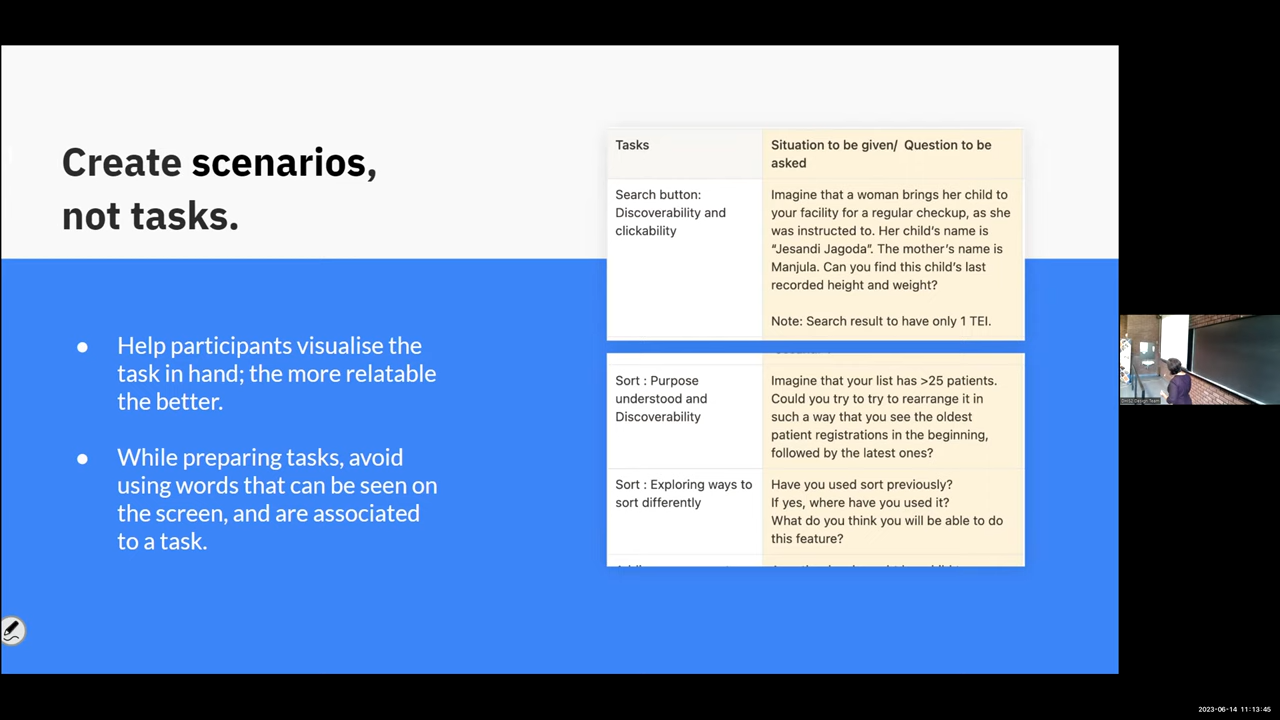 Create scenarios,
not tasks.
● Help participants visualise the
task in hand; the more relatable
the better.
● While preparing tasks, avoid
using words that can be seen on
the screen, and are associated
to a task.
Tasks
Situation to be given/ Question to be
asked
Search button:
Discoverability and
clickability
Imagine that a woman brings her child to
your facility for a regular checkup, as she
was instructed to. Her child's name is
“Jesandi Jagoda”. The mother's name is
Manjula. Can you find this child's last
recorded height and weight?
Note: Search result to have only 1 TEI.
Sort : Purpose
understood and
Discoverability
Imagine that your list has >25 patients.
Could you try to try to rearrange it in
such a way that you see the oldest
patient registrations in the beginning,
followed by the latest ones?
Sort : Exploring ways to
sort differently
Have you used sort previously?
If yes, where have you used it?
What do you think you will be able to do
this feature?
DHIS2 Design Team
2023-06-14 11:13:45